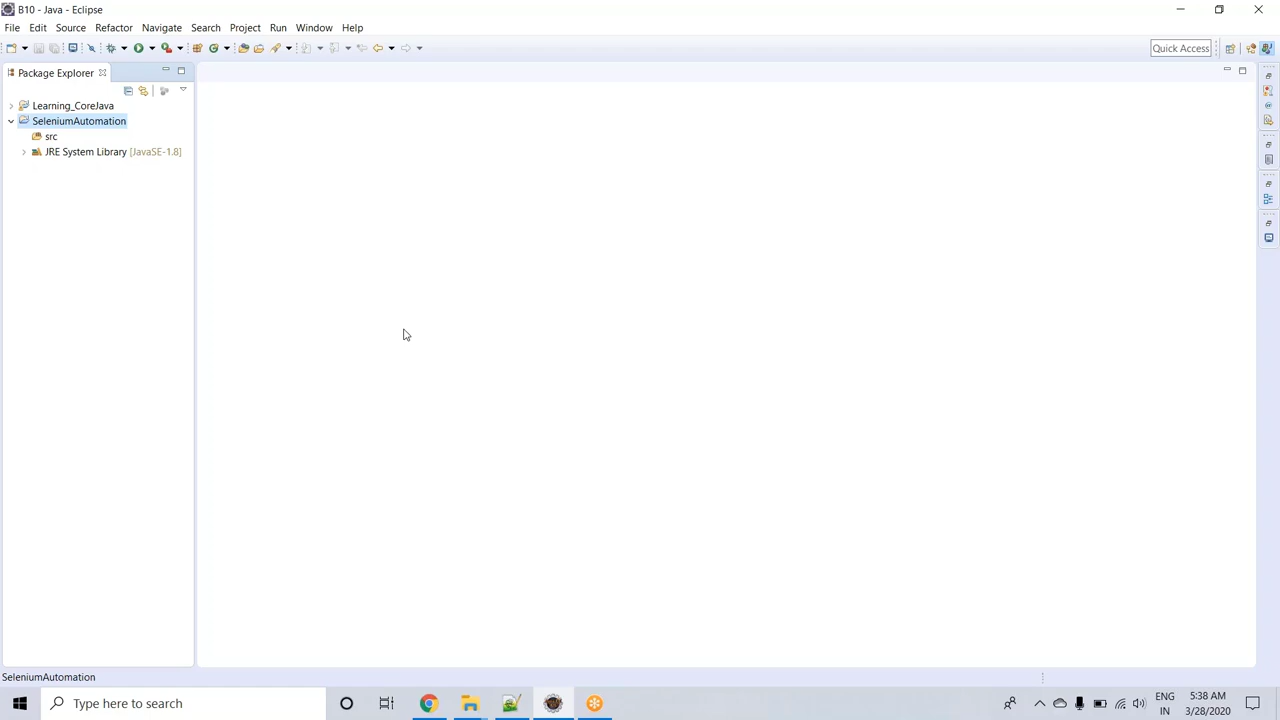 B10 - Java - Eclipse
File Edit Source Refactor Navigate Search Project Run Window Help
Quick Access
Package Explorer
Learning_CoreJava
SeleniumAutomation
src
JRE System Library [JavaSE-1.8]
SeleniumAutomation
Type here to search
ENG
IN
5:38 AM
3/28/2020